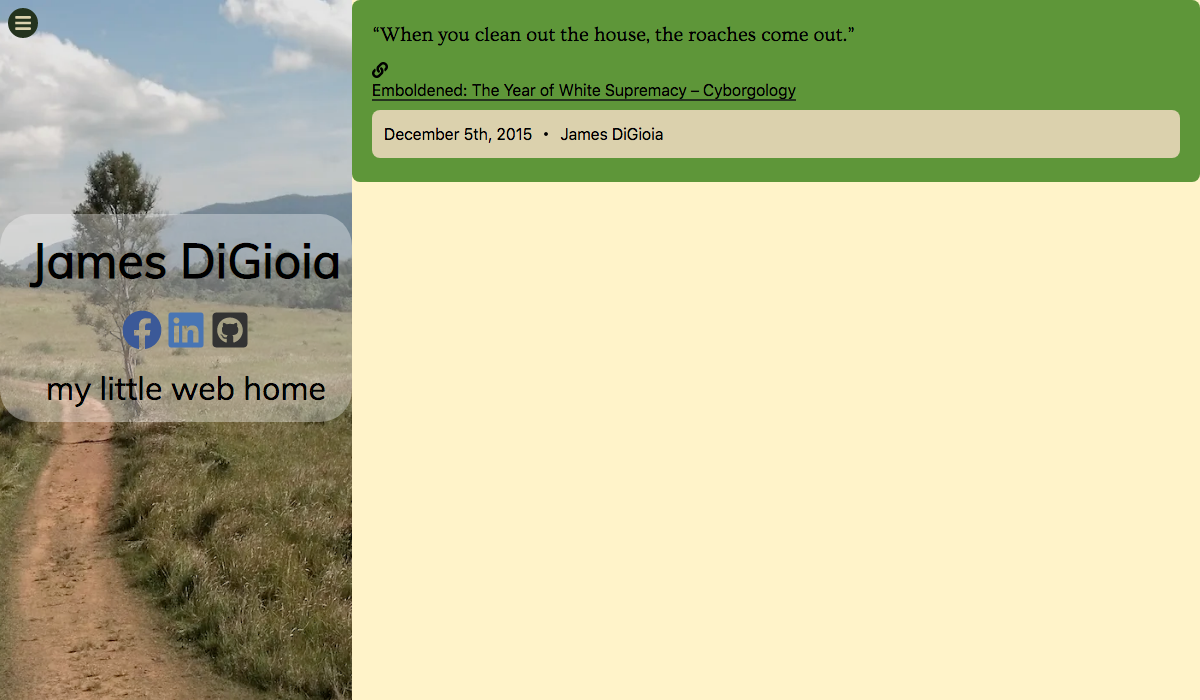 James DiGioia
my little web home
“When you clean out the house, the roaches come out.”
Emboldened: The Year of White Supremacy – Cyborgology
December 5th, 2015 • James DiGioia